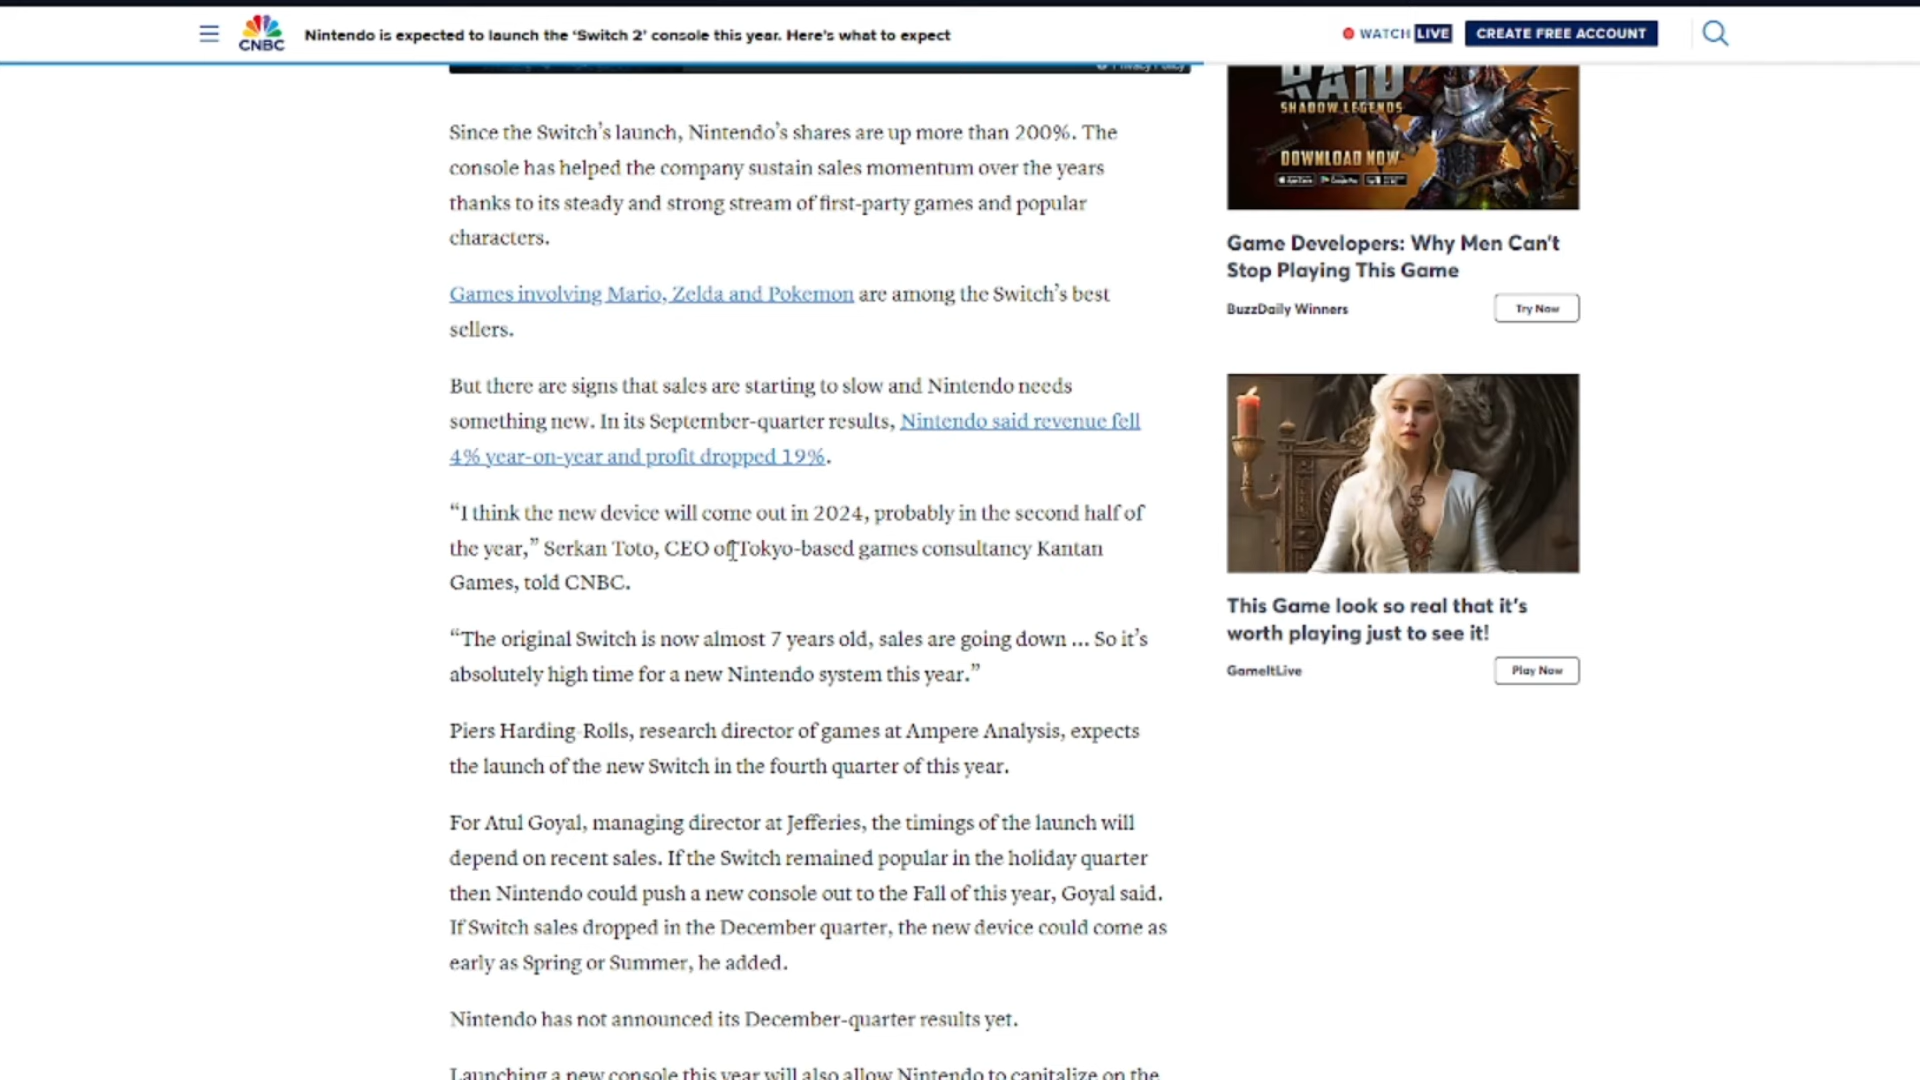 CNBC
Nintendo is expected to launch the ‘Switch 2’ console this year. Here’s what to expect
WATCH LIVE
CREATE FREE ACCOUNT
Privacy Policy
Since the Switch’s launch, Nintendo’s shares are up more than 200%. The
console has helped the company sustain sales momentum over the years
thanks to its steady and strong stream of first-party games and popular
characters.
Games involving Mario, Zelda and Pokemon are among the Switch’s best
sellers.
But there are signs that sales are starting to slow and Nintendo needs
something new. In its September-quarter results, Nintendo said revenue fell
4% year-on-year and profit dropped 19%.
“I think the new device will come out in 2024, probably in the second half of
the year,” Serkan Toto, CEO of Tokyo-based games consultancy Kantan
Games, told CNBC.
“The original Switch is now almost 7 years old, sales are going down ... So it’s
absolutely high time for a new Nintendo system this year.”
Piers Harding-Rolls, research director of games at Ampere Analysis, expects
the launch of the new Switch in the fourth quarter of this year.
For Atul Goyal, managing director at Jefferies, the timings of the launch will
depend on recent sales. If the Switch remained popular in the holiday quarter
then Nintendo could push a new console out to the Fall of this year, Goyal said.
If Switch sales dropped in the December quarter, the new device could come as
early as Spring or Summer, he added.
Nintendo has not announced its December-quarter results yet.
Launching a new console this year will also allow Nintendo to capitalize on the
RAID
SHADOW LEGENDS
DOWNLOAD NOW
App Store Google Play
Game Developers: Why Men Can’t
Stop Playing This Game
BuzzDaily Winners
Try Now
This Game look so real that it’s
worth playing just to see it!
GameItLive
Play Now